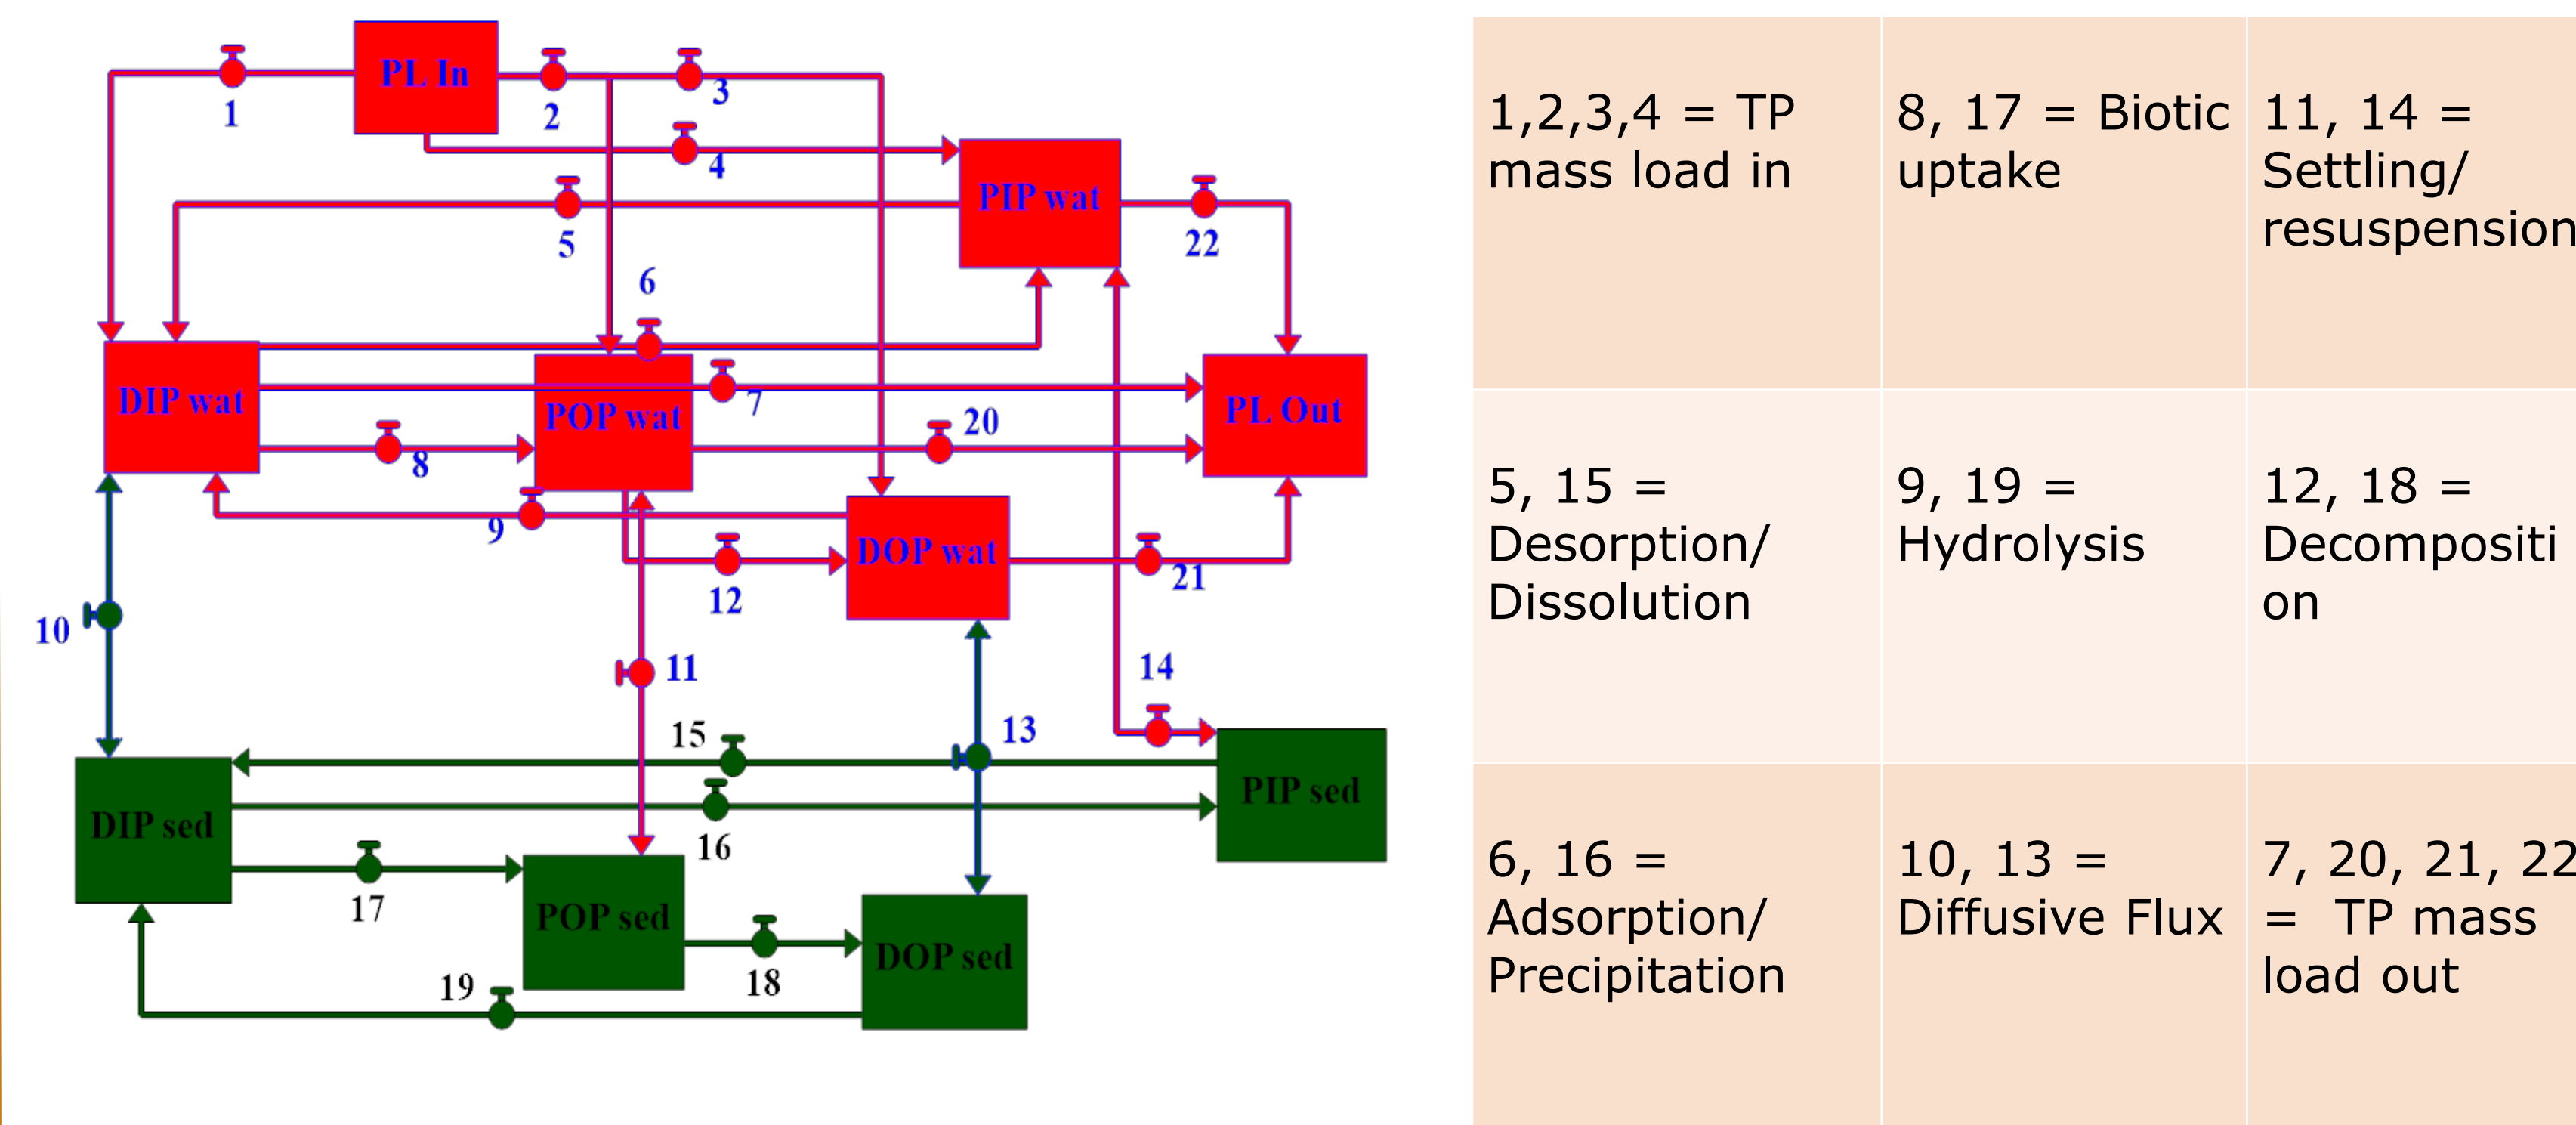 PL In
1
2
3
4
PIP wat
5
22
6
DIP wat
POP wat
7
PL Out
20
8
9
DOP wat
12
21
10
11
14
15
13
PIP sed
DIP sed
16
17
POP sed
DOP sed
19
18
1,2,3,4 = TP
mass load in
8, 17 = Biotic
uptake
11, 14 =
Settling/
resuspension
5, 15 =
Desorption/
Dissolution
9, 19 =
Hydrolysis
12, 18 =
Decompositi
on
6, 16 =
Adsorption/
Precipitation
10, 13 =
Diffusive Flux
7, 20, 21, 22
= TP mass
load out